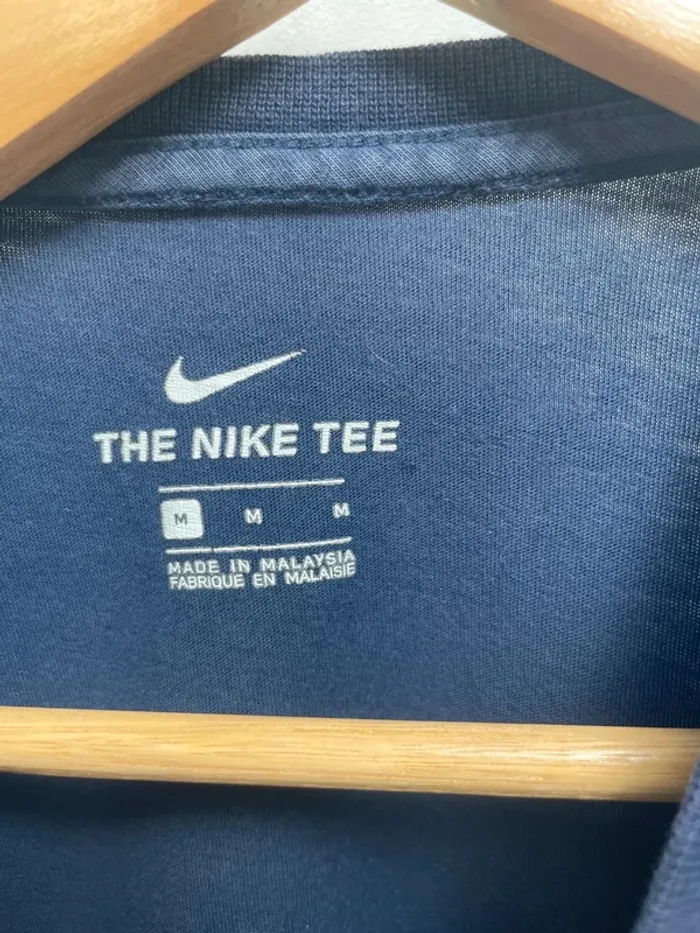 THE NIKE TEE
M M M
MADE IN MALAYSIA
FABRIQUE EN MALAISIE